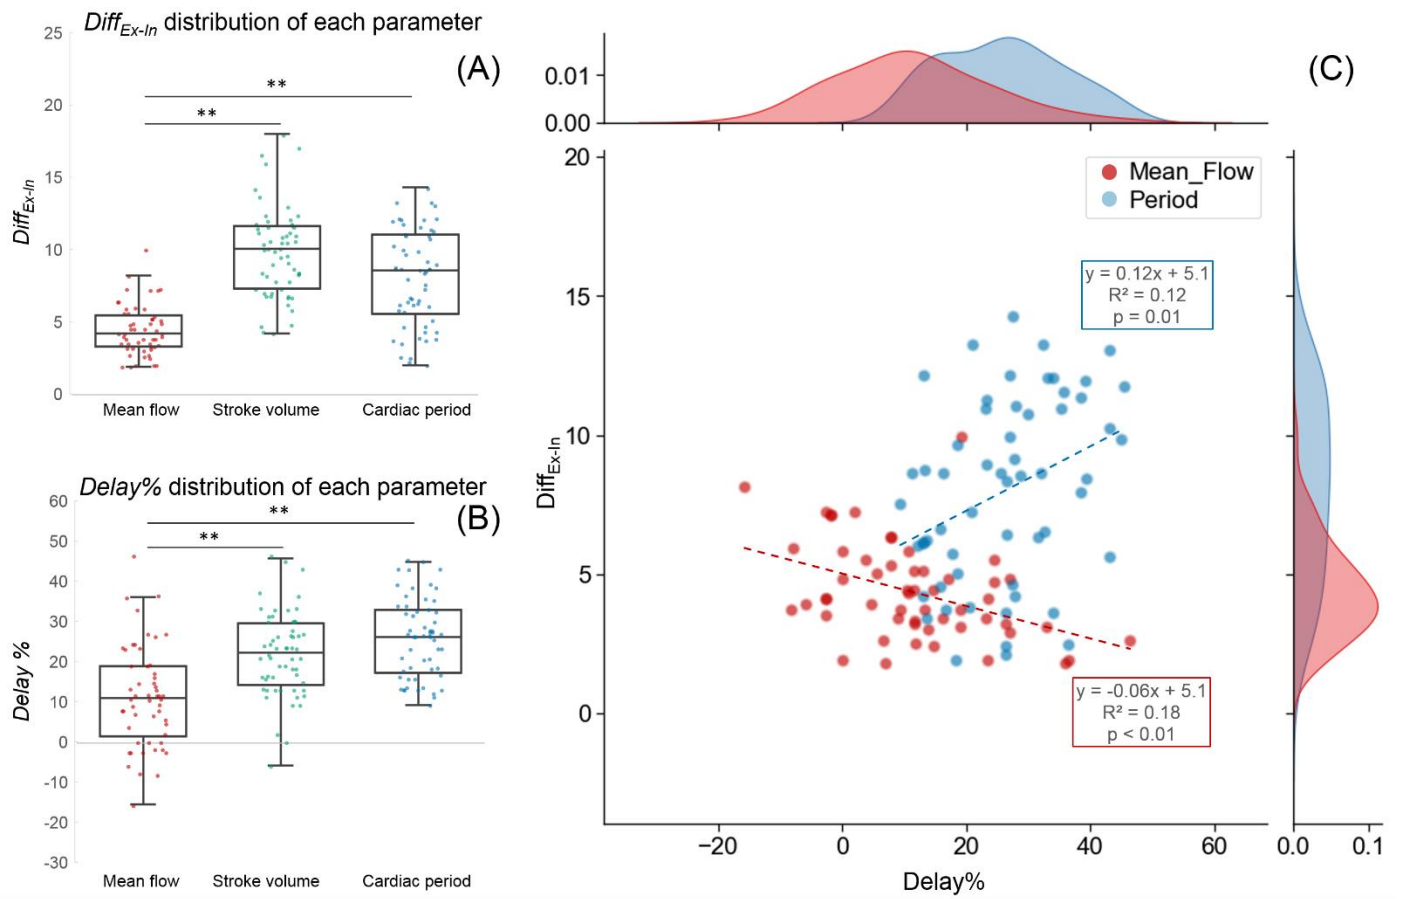 Diff_Ex-In distribution of each parameter
(A)
25
20
15
10
5
0
Diff_Ex-In
**
**
Mean flow Stroke volume Cardiac period
Delay% distribution of each parameter
(B)
60
50
40
30
20
10
0
-10
-20
-30
Delay %
**
**
Mean flow Stroke volume Cardiac period
(C)
0.01
0.00
20
15
10
5
0
Diff_Ex-In
Mean_Flow
Period
y = 0.12x + 5.1
R² = 0.12
p = 0.01
y = -0.06x + 5.1
R² = 0.18
p < 0.01
−20 0 20 40 60
Delay%
0.0 0.1